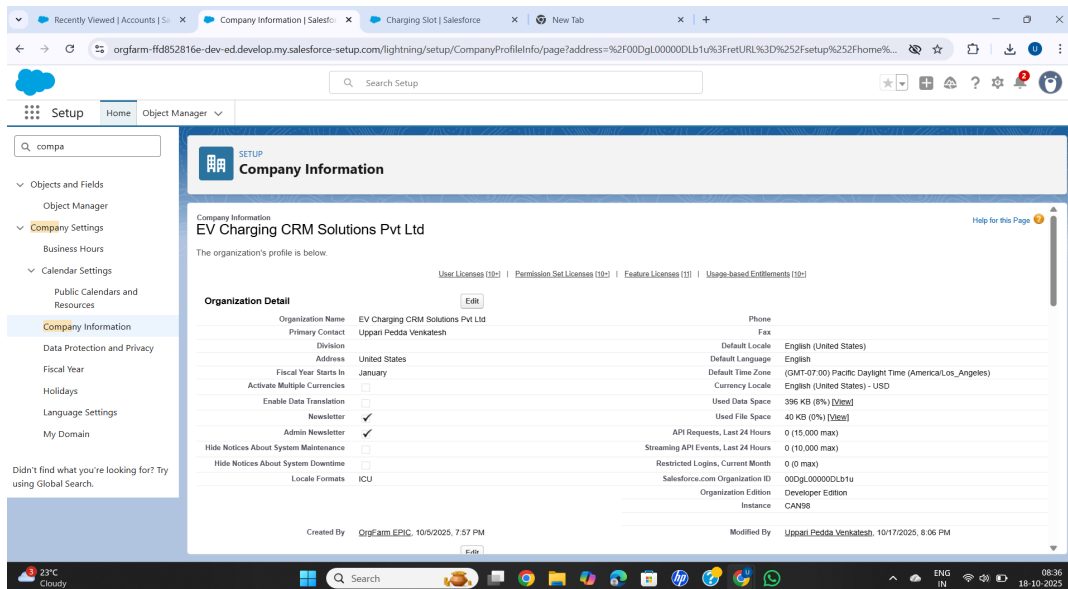 Recently Viewed | Accounts | Sa
Company Information | Salesfo
Charging Slot | Salesforce
New Tab
orgfarm-ffd852816e-dev-ed.develop.my.salesforce-setup.com/lightning/setup/CompanyProfileInfo/page?address=%2F00DgL00000DLb1u%3FretURL%3D%252Fsetup%252Fhome%...
U
Search Setup
2
Setup
Home
Object Manager
compa
Objects and Fields
Object Manager
Company Settings
Business Hours
Calendar Settings
Public Calendars and
Resources
Company Information
Data Protection and Privacy
Fiscal Year
Holidays
Language Settings
My Domain
Didn't find what you're looking for? Try
using Global Search.
SETUP
Company Information
Company Information
EV Charging CRM Solutions Pvt Ltd
Help for this Page
The organization's profile is below.
User Licenses [10+] | Permission Set Licenses [10+] | Feature Licenses [11] | Usage-based Entitlements [10+]
Organization Detail Edit
Organization Name EV Charging CRM Solutions Pvt Ltd Phone
Primary Contact Uppari Pedda Venkatesh Fax
Division Default Locale English (United States)
Address United States Default Language English
Fiscal Year Starts In January Default Time Zone (GMT-07:00) Pacific Daylight Time (America/Los_Angeles)
Activate Multiple Currencies Currency Locale English (United States) - USD
Enable Data Translation Used Data Space 396 KB (8%) [View]
Newsletter Used File Space 40 KB (0%) [View]
Admin Newsletter API Requests, Last 24 Hours 0 (15,000 max)
Hide Notices About System Maintenance Streaming API Events, Last 24 Hours 0 (10,000 max)
Hide Notices About System Downtime Restricted Logins, Current Month 0 (0 max)
Locale Formats ICU Salesforce.com Organization ID 00DgL00000DLb1u
Organization Edition Developer Edition
Instance CAN98
Created By OrgFarm EPIC, 10/5/2025, 7:57 PM Modified By Uppari Pedda Venkatesh, 10/17/2025, 8:06 PM
Edit
3
23°C
Cloudy
Search
ENG
IN
08:36
18-10-2025